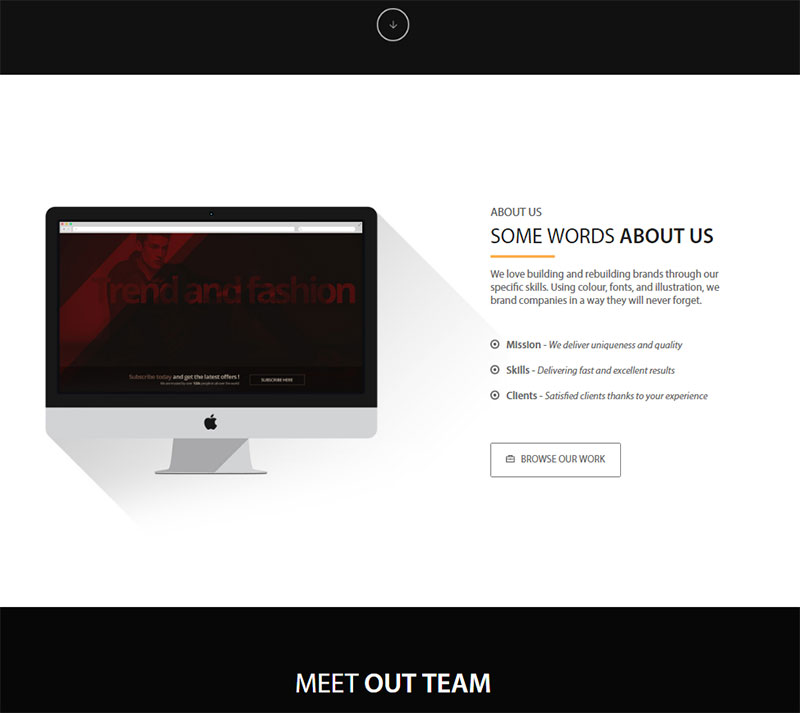 ABOUT US
SOME WORDS ABOUT US
We love building and rebuilding brands through our
specific skills. Using colour, fonts, and illustration, we
brand companies in a way they will never forget.
Mission - We deliver uniqueness and quality
Skills - Delivering fast and excellent results
Clients - Satisfied clients thanks to your experience
BROWSE OUR WORK
Trend and fashion
Subscribe today and get the latest offers !
SUBSCRIBE HERE
MEET OUT TEAM